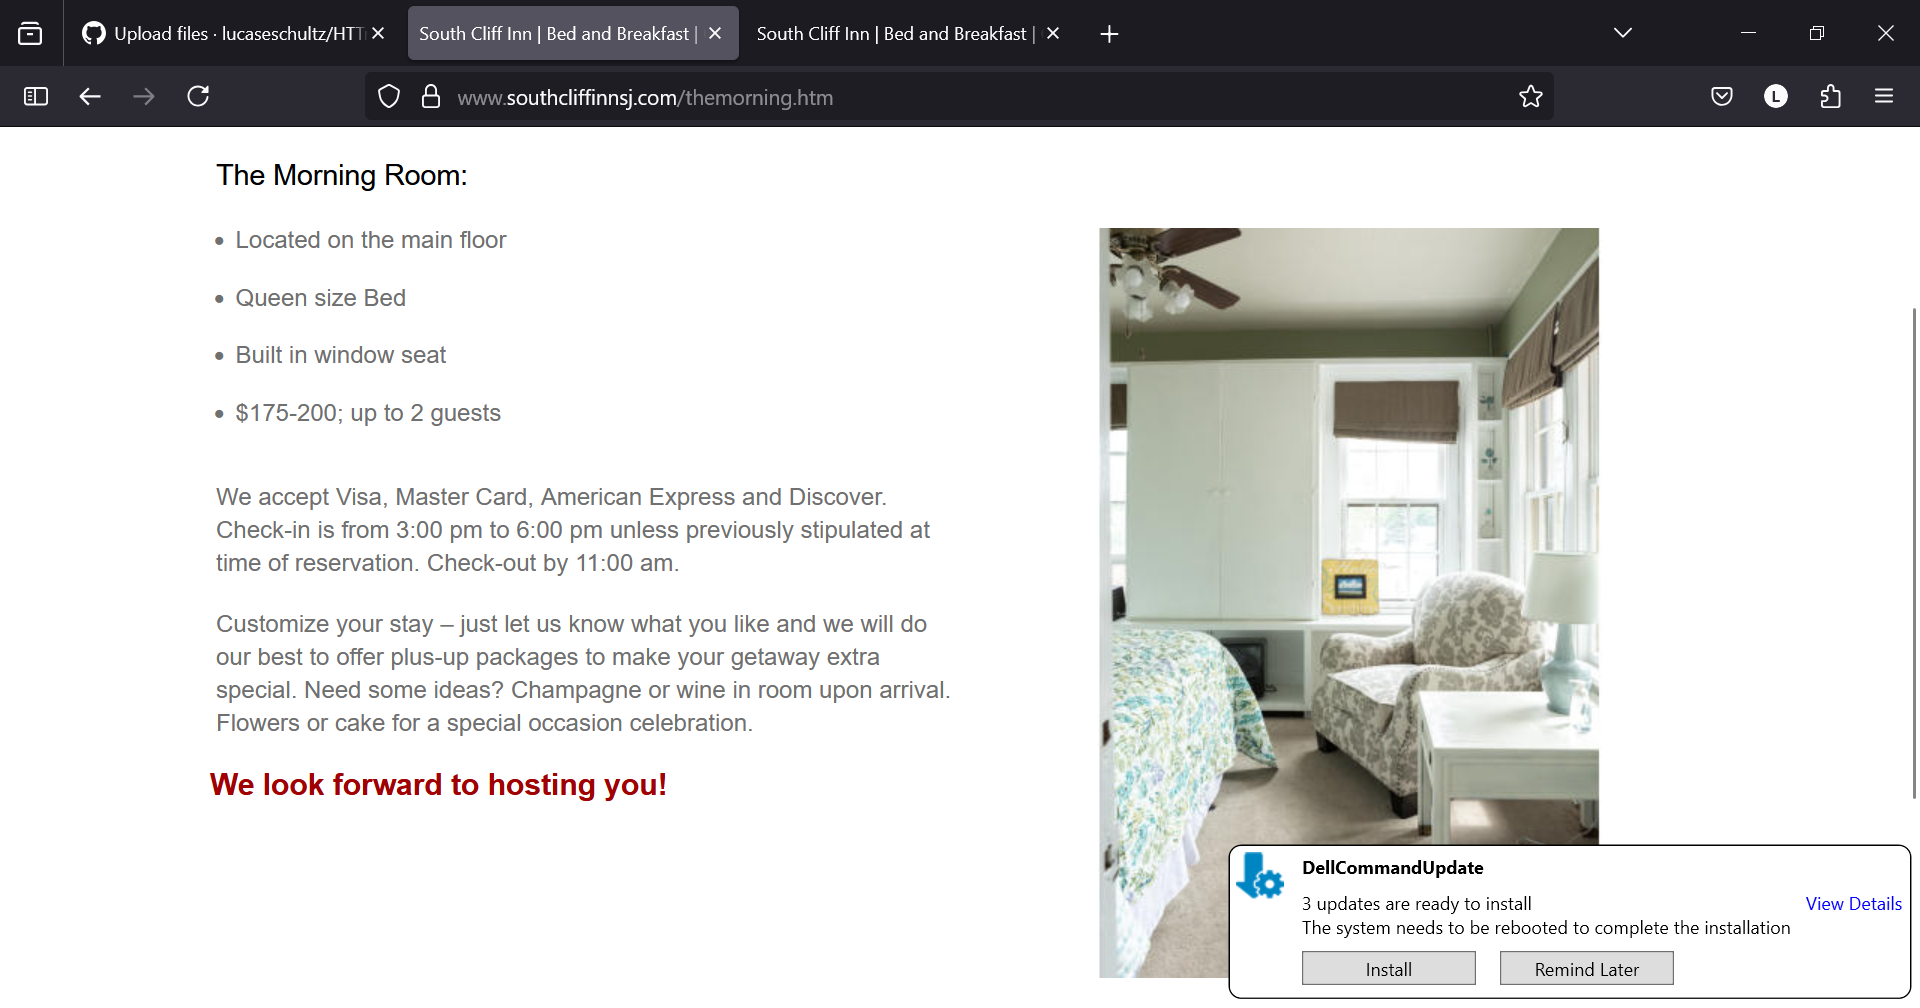 Upload files · lucaseschultz/HTT
South Cliff Inn | Bed and Breakfast |
South Cliff Inn | Bed and Breakfast |
www.southcliffinnsj.com/themorning.htm
L
The Morning Room:
• Located on the main floor
• Queen size Bed
• Built in window seat
• $175-200; up to 2 guests
We accept Visa, Master Card, American Express and Discover.
Check-in is from 3:00 pm to 6:00 pm unless previously stipulated at
time of reservation. Check-out by 11:00 am.
Customize your stay – just let us know what you like and we will do
our best to offer plus-up packages to make your getaway extra
special. Need some ideas? Champagne or wine in room upon arrival.
Flowers or cake for a special occasion celebration.
We look forward to hosting you!
DellCommandUpdate
3 updates are ready to install
View Details
The system needs to be rebooted to complete the installation
Install
Remind Later